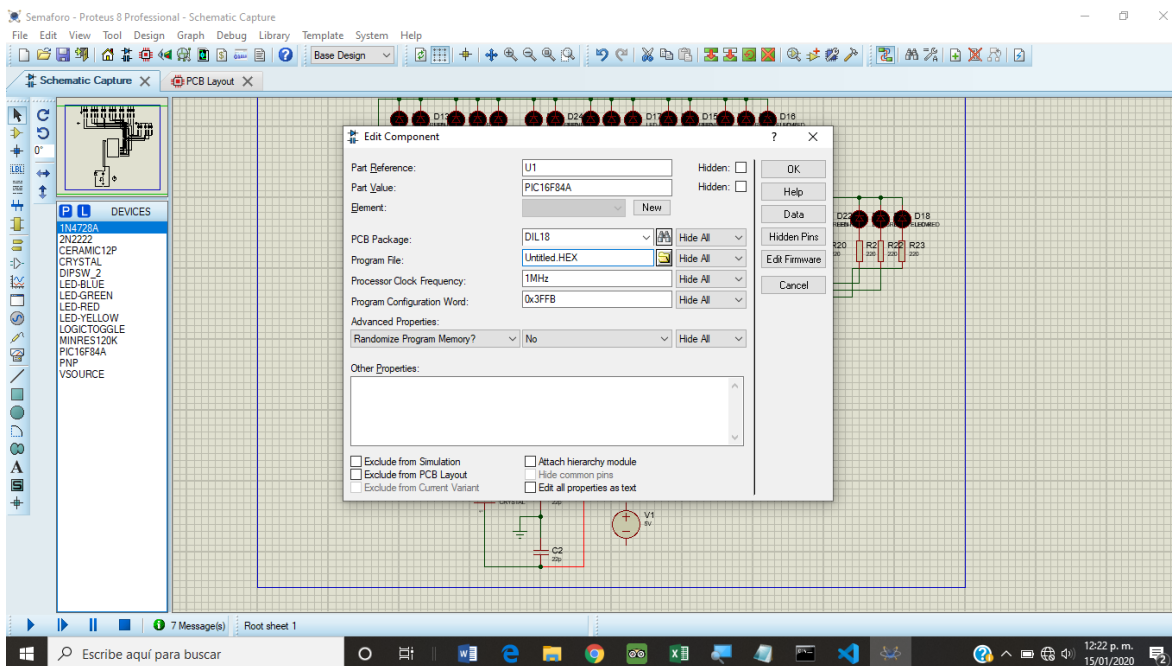 Semaforo - Proteus 8 Professional - Schematic Capture
File Edit View Tool Design Graph Debug Library Template System Help
Base Design
Schematic Capture
PCB Layout
0°
LBL
P L DEVICES
1N4728A
2N2222
CERAMIC12P
CRYSTAL
DIPSW_2
LED-BLUE
LED-GREEN
LED-RED
LED-YELLOW
LOGICTOGGLE
MINRES120K
PIC16F84A
PNP
VSOURCE
A
S
D24 D17 D16
Edit Component ? X
Part Reference: U1 Hidden:
Part Value: PIC16F84A Hidden:
Element: New
PCB Package: DIL18 Hide All
Program File: Untitled.HEX Hide All
Processor Clock Frequency: 1MHz Hide All
Program Configuration Word: 0x3FFB Hide All
Advanced Properties:
Randomize Program Memory? No Hide All
Other Properties:
Exclude from Simulation Attach hierarchy module
Exclude from PCB Layout Hide common pins
Exclude from Current Variant Edit all properties as text
OK
Help
Data
Hidden Pins
Edit Firmware
Cancel
D22 D18
R22 R23
220 220 220
V1
C2
22p
7 Message(s) Root sheet 1
Escribe aquí para buscar
12:22 p. m.
15/01/2020